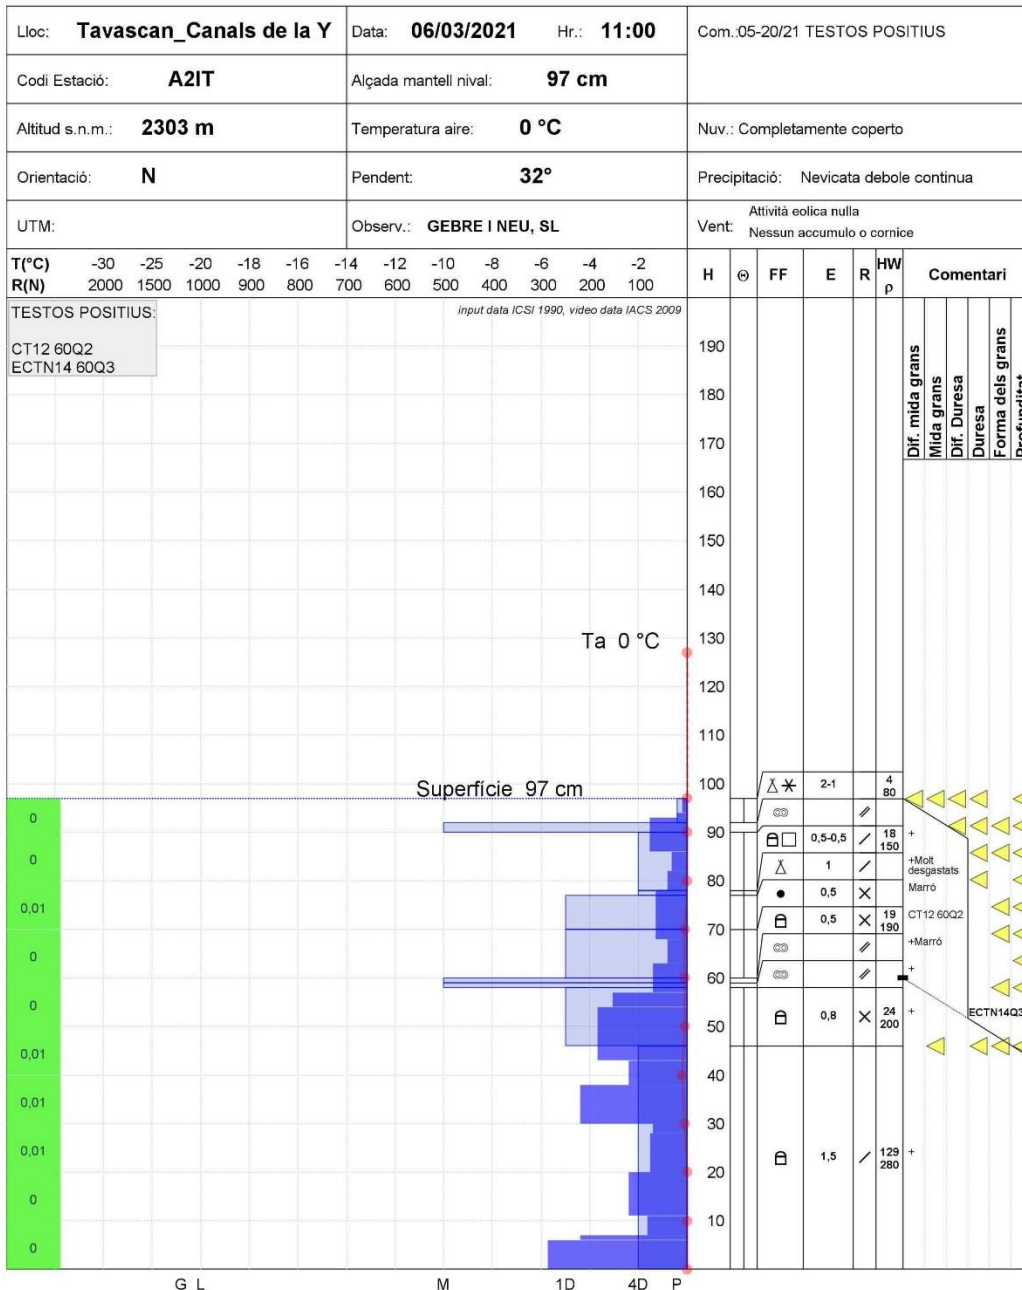 Lloc: Tavascan_Canals de la Y Data: 06/03/2021 Hr.: 11:00 Com.:05-20/21 TESTOS POSITIUS
Codi Estació: A2IT Alçada mantell nival: 97 cm
Altitud s.n.m.: 2303 m Temperatura aire: 0 °C Nuv.: Completamente coperto
Orientació: N Pendent: 32° Precipitació: Nevicata debole continua
UTM: Observ.: GEBRE I NEU, SL Vent: Attività eolica nulla
Nessun accumulo o cornice
T(°C) -30 -25 -20 -18 -16 -14 -12 -10 -8 -6 -4 -2
R(N) 2000 1500 1000 900 800 700 600 500 400 300 200 100
H FF E R HW ρ Comentari
TESTOS POSITIUS:
CT12 60Q2
ECTN14 60Q3
input data ICSI 1990, video data IACS 2009
Dif. mida grans
Mida grans
Dif. Duresa
Duresa
Forma dels grans
Profunditat
190
180
170
160
150
140
130
120
110
100
90
80
70
60
50
40
30
20
10
Ta 0 °C
Superfície 97 cm
0
0
0,01
0
0
0,01
0,01
0,01
0
0
2-1 4
80
0,5-0,5 18
150 +
1 +Molt
desgastats
0,5 Marró
0,5 19
190 CT12 60Q2
+Marró
+
0,8 24
200 +
ECTN14Q3
1,5 129
280 +
G L M 1D 4D P